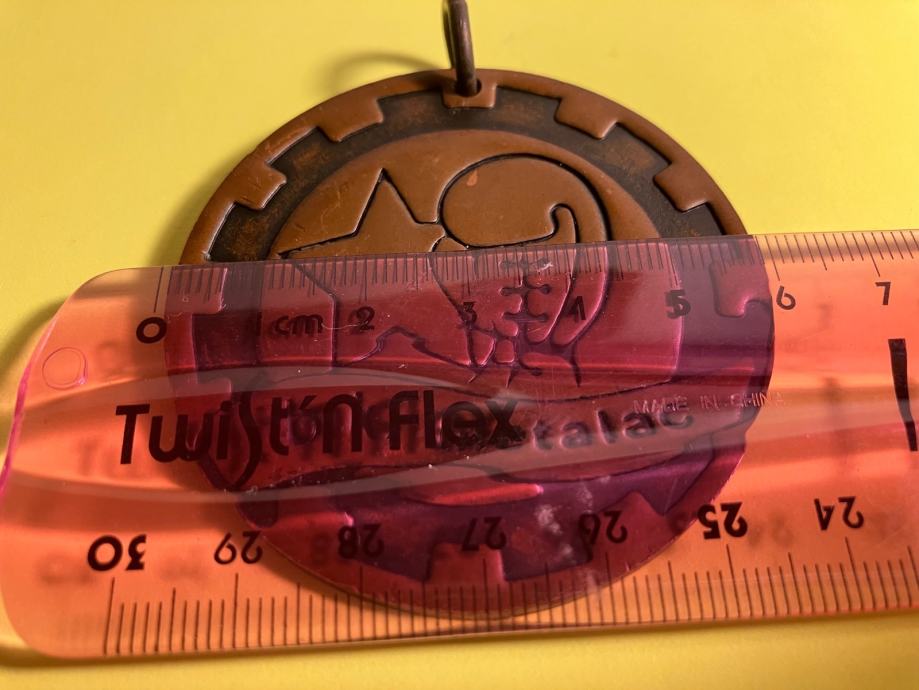 0 1 cm 2 3 4 5 6 7
MADE IN CHINA
Twist'n Flex
30 29 28 27 26 25 24